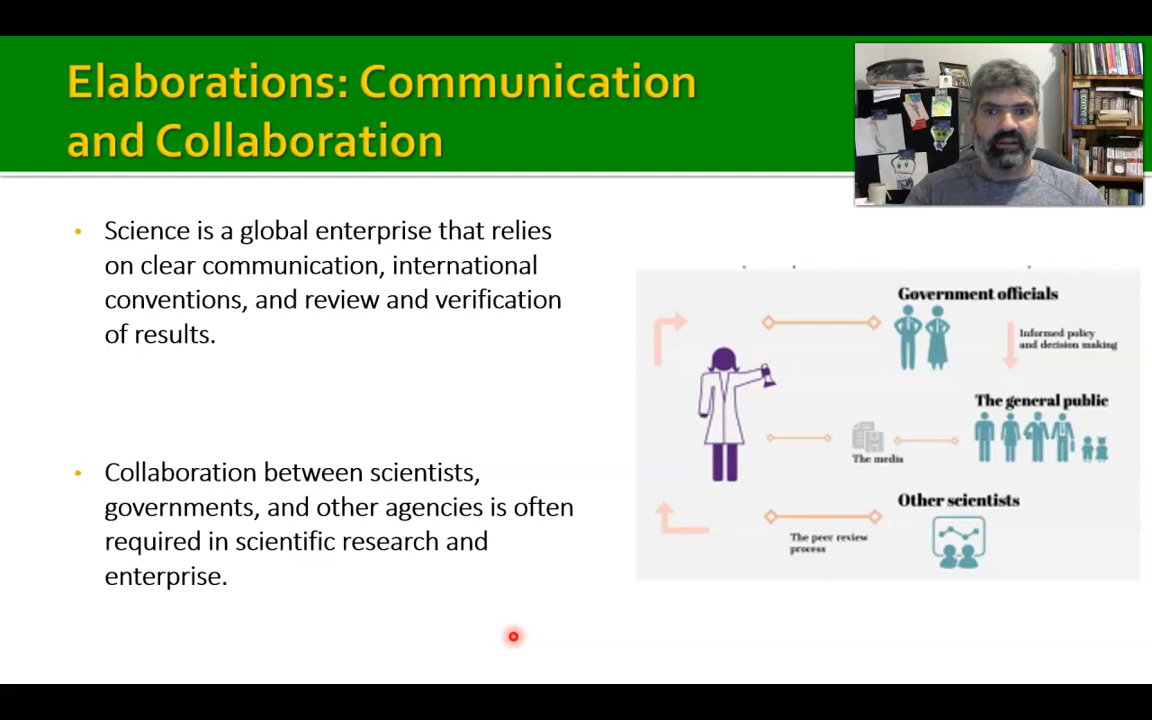 Elaborations: Communication
and Collaboration
• Science is a global enterprise that relies
on clear communication, international
conventions, and review and verification
of results.
• Collaboration between scientists,
governments, and other agencies is often
required in scientific research and
enterprise.
Government officials
Informed policy
and decision making
The general public
The media
Other scientists
The peer review
process